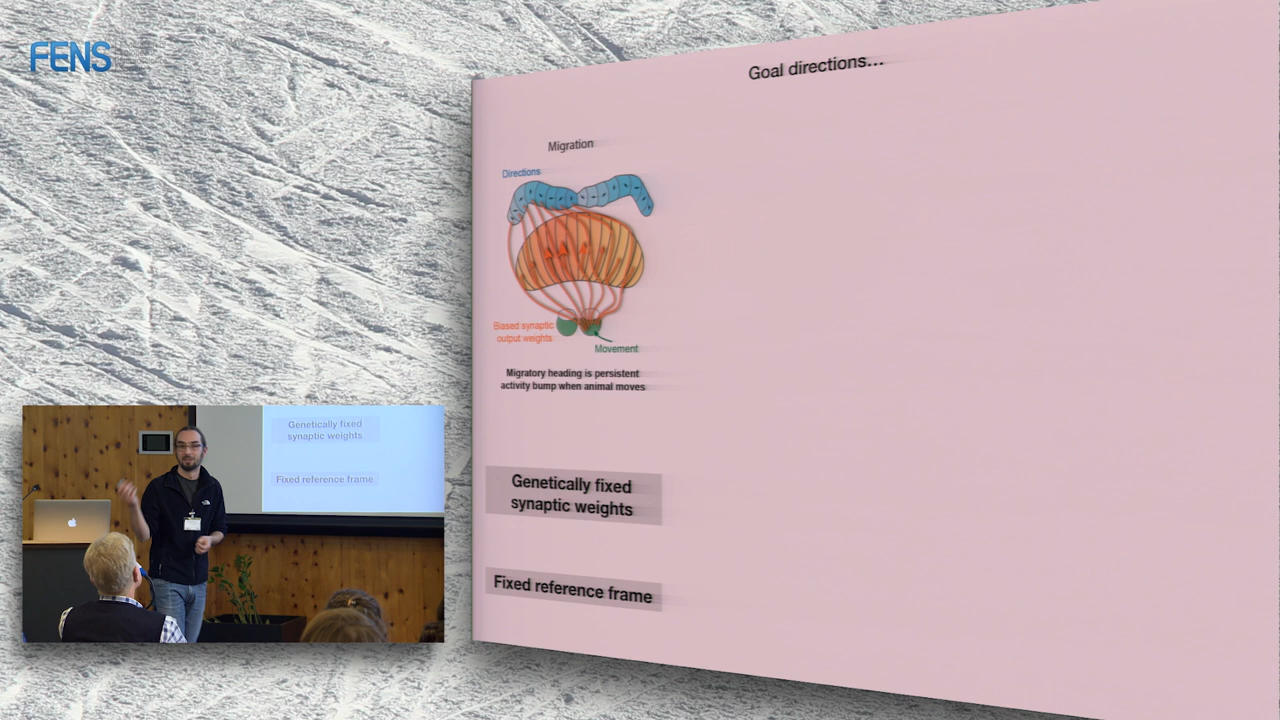 FENS
Goal directions...
Migration
Directions
Biased synaptic
output weights
Movement
Migratory heading is persistent
activity bump when animal moves
Genetically fixed
synaptic weights
Fixed reference frame
Genetically fixed
synaptic weights
Fixed reference frame